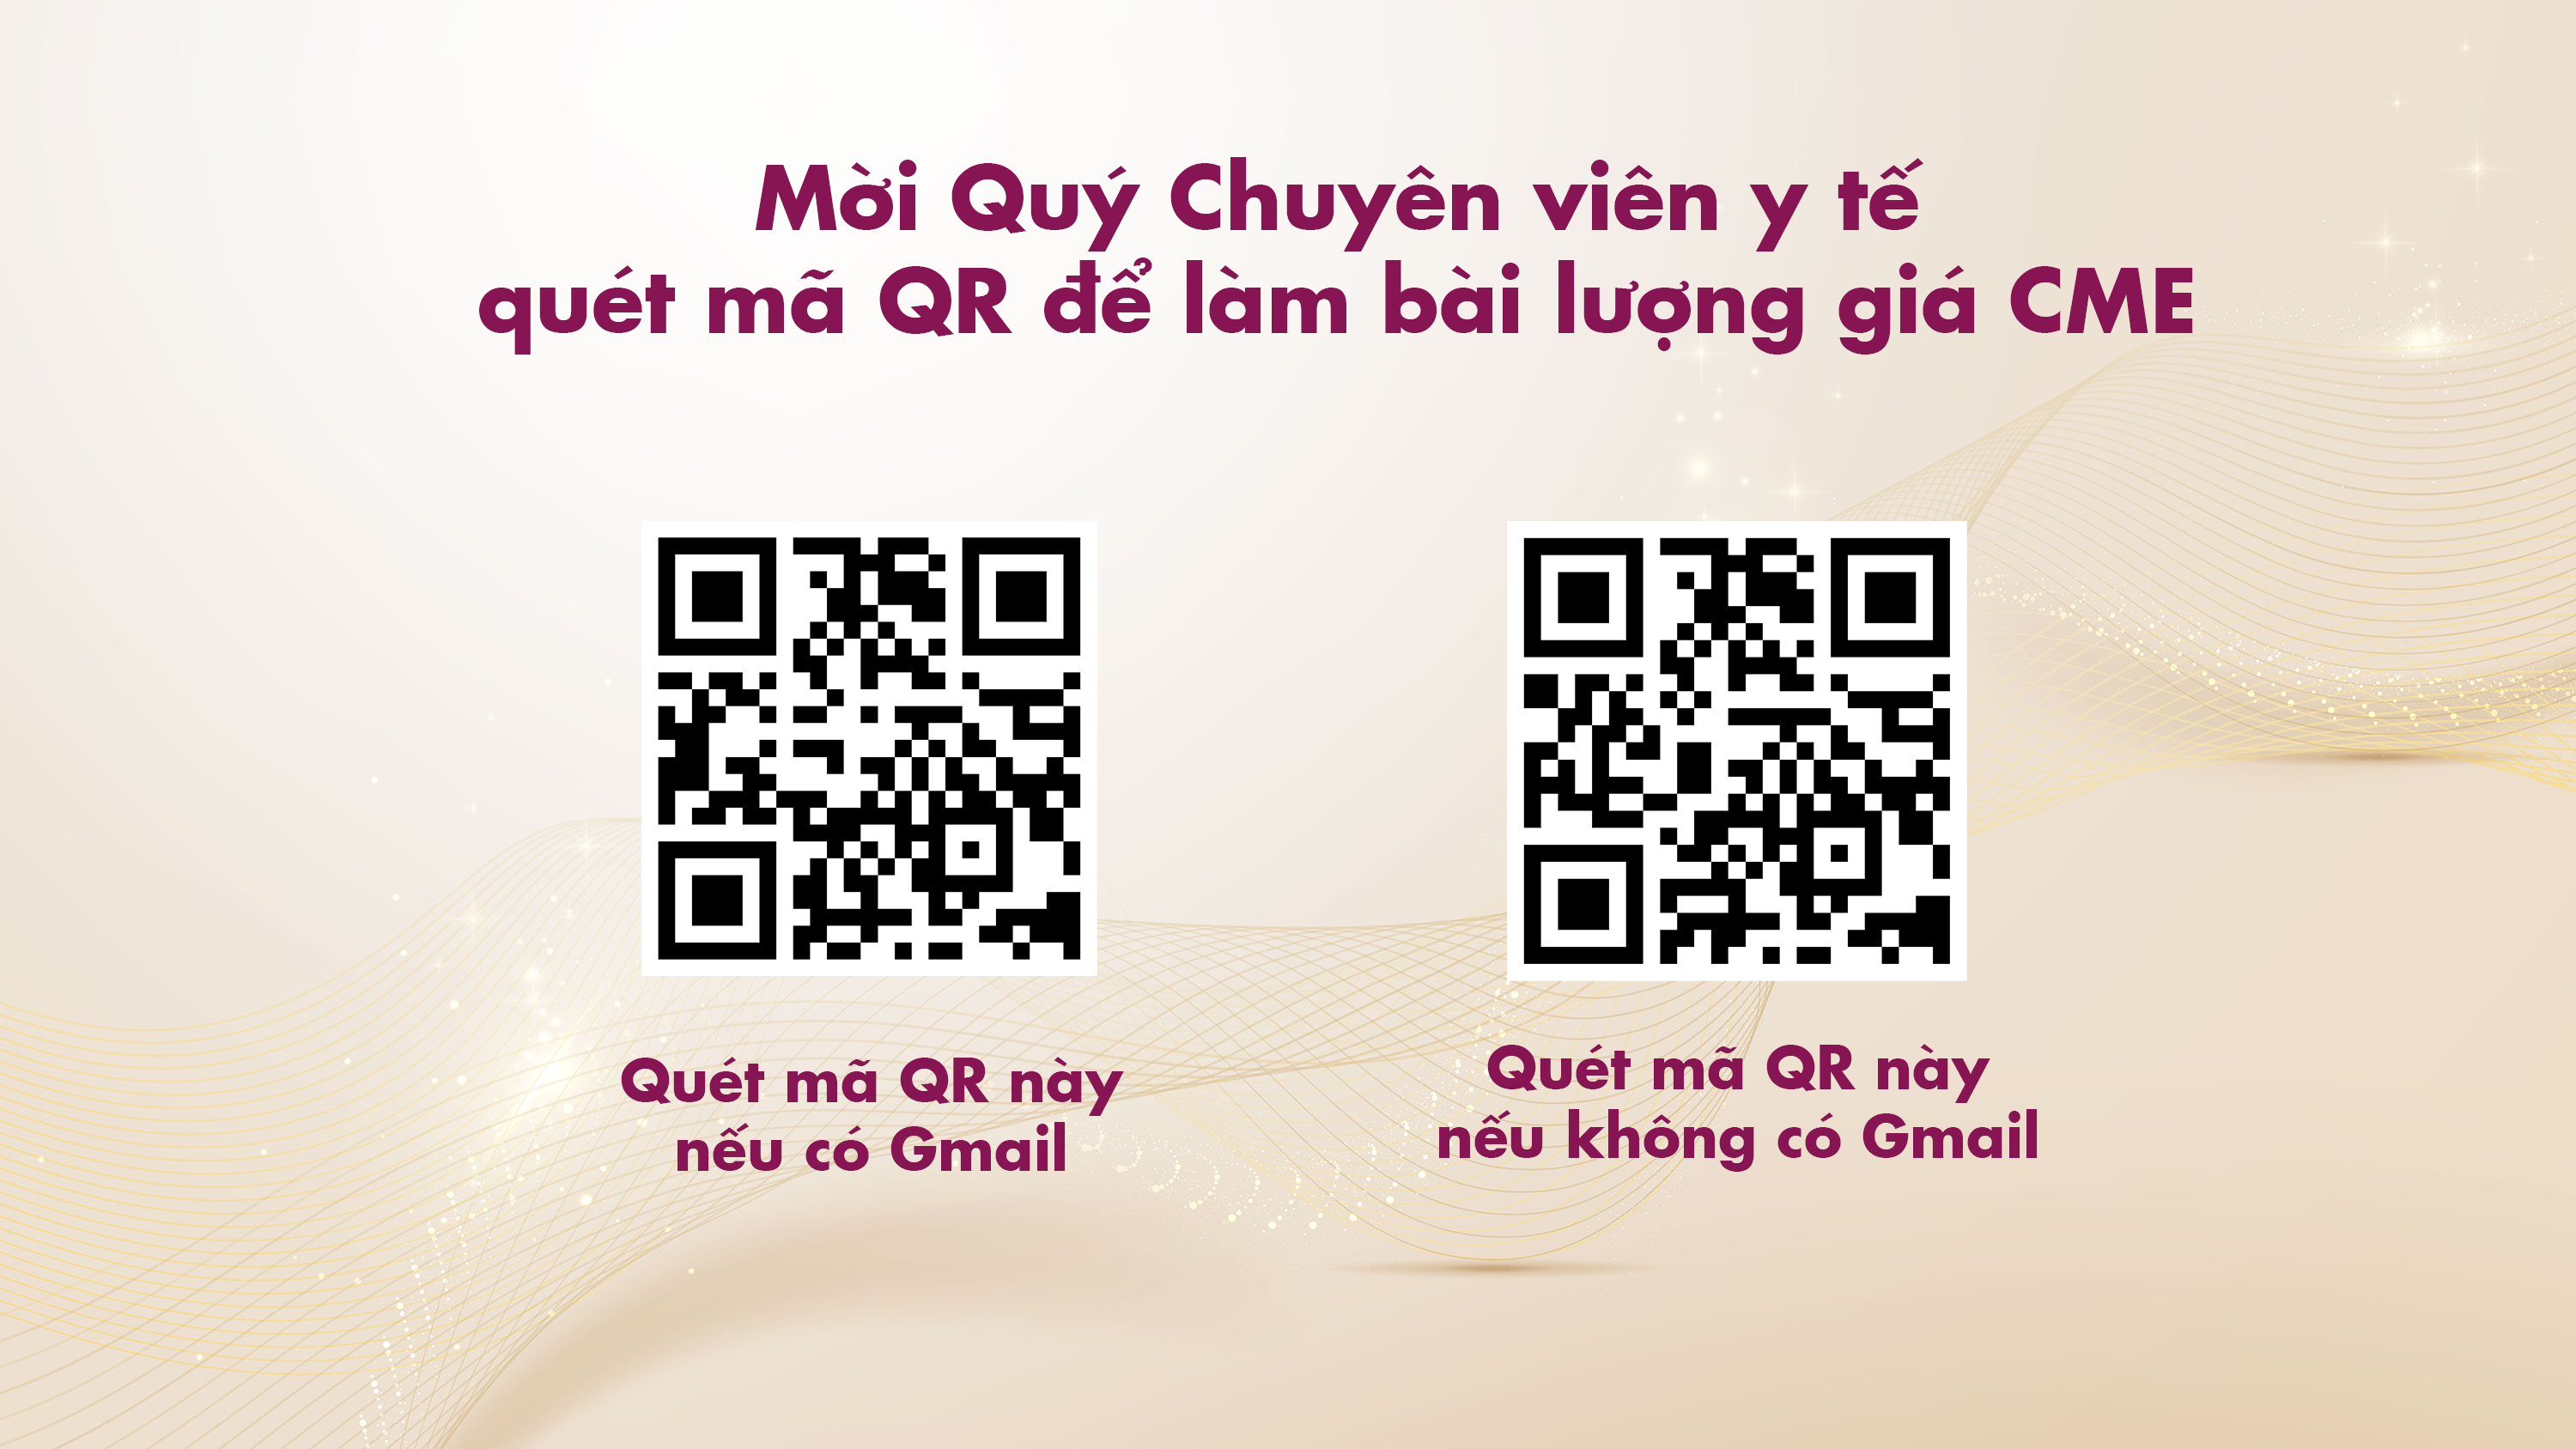 Mời Quý Chuyên viên y tế
quét mã QR để làm bài lượng giá CME
Quét mã QR này
nếu có Gmail
Quét mã QR này
nếu không có Gmail